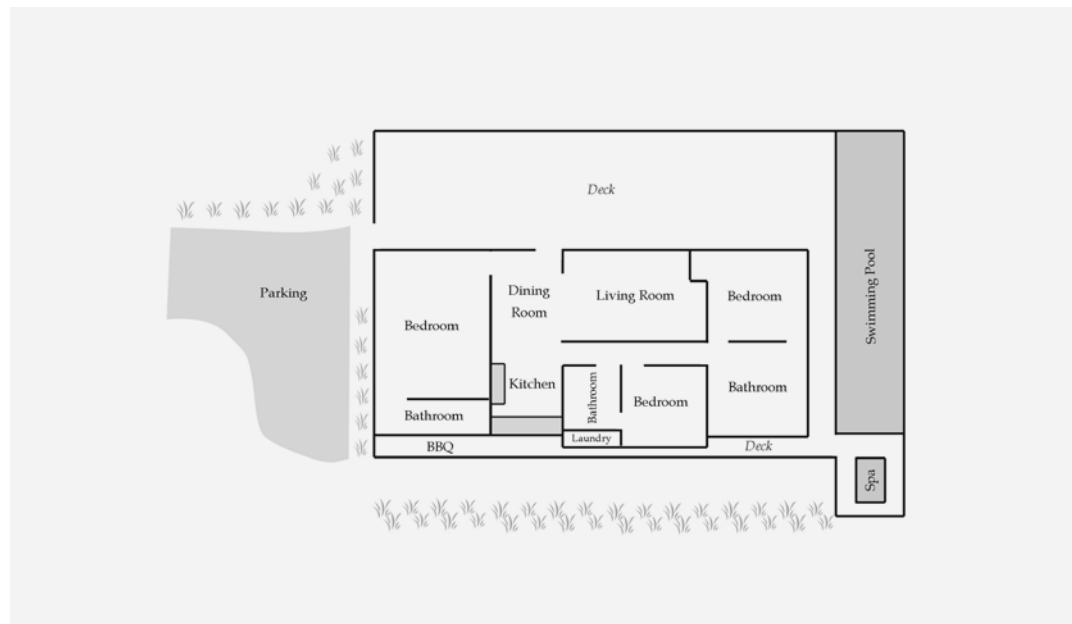 Deck
Parking
Dining
Room
Living Room
Bedroom
Bedroom
Swimming Pool
Kitchen
Bathroom
Bedroom
Bathroom
Bathroom
Laundry
BBQ
Deck
Spa